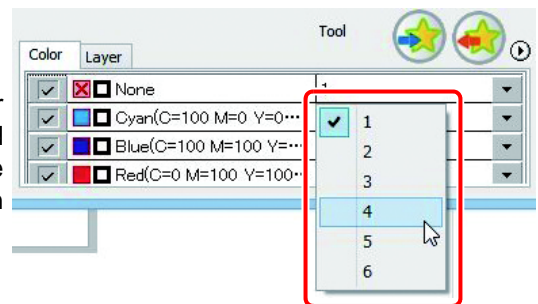 Tool
Color Layer
None 1
Cyan(C=100 M=0 Y=0…
Blue(C=100 M=100 Y=…
Red(C=0 M=100 Y=100…
1
2
3
4
5
6